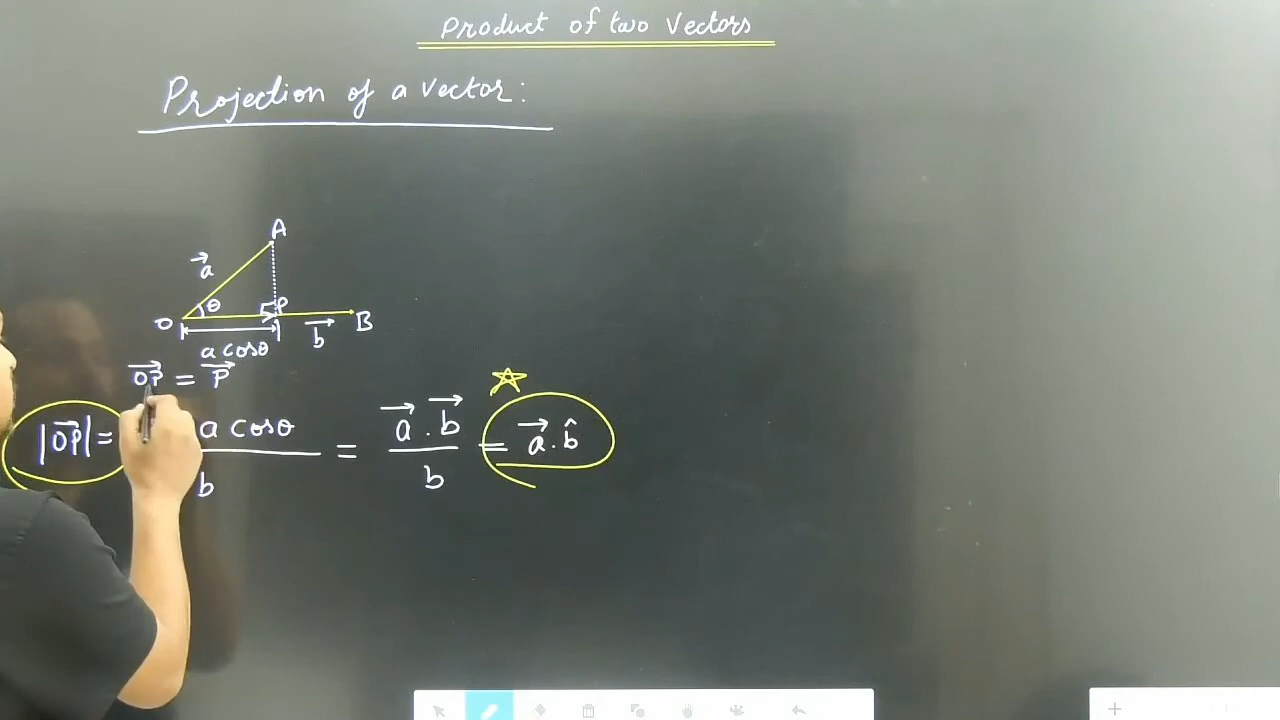 Product of two Vectors
Projection of a vector:
A
→a
θ
P
O
B
a cosθ
→b
→OP = →P
|→OP| = a cosθ / b = →a . →b / b = →a . b̂